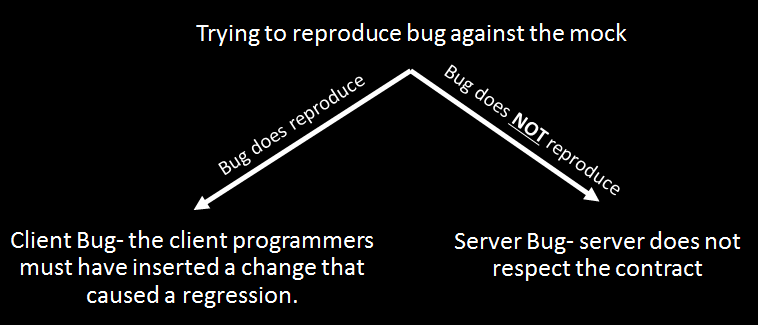 Trying to reproduce bug against the mock
Bug does reproduce
Bug does NOT reproduce
Client Bug- the client programmers
must have inserted a change that
caused a regression.
Server Bug- server does not
respect the contract